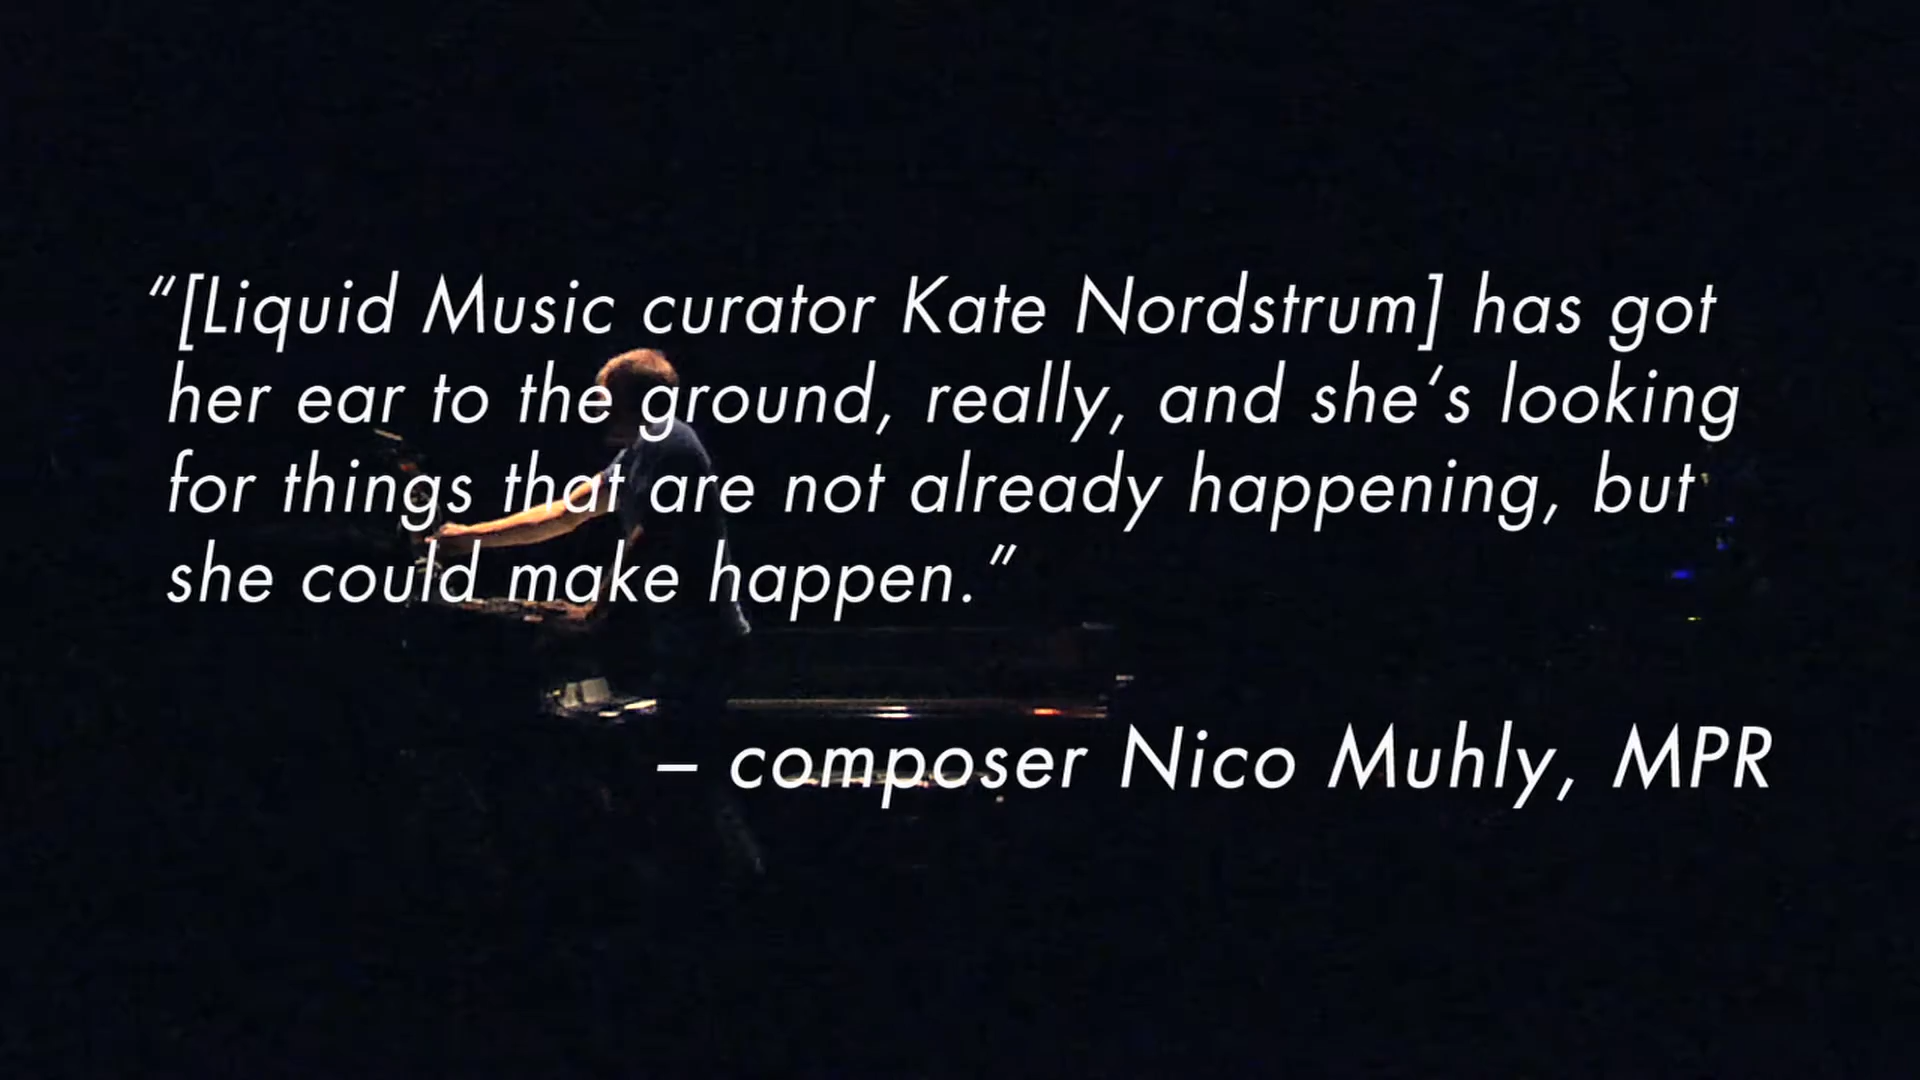 “[Liquid Music curator Kate Nordstrum] has got
her ear to the ground, really, and she‘s looking
for things that are not already happening, but
she could make happen.”
– composer Nico Muhly, MPR